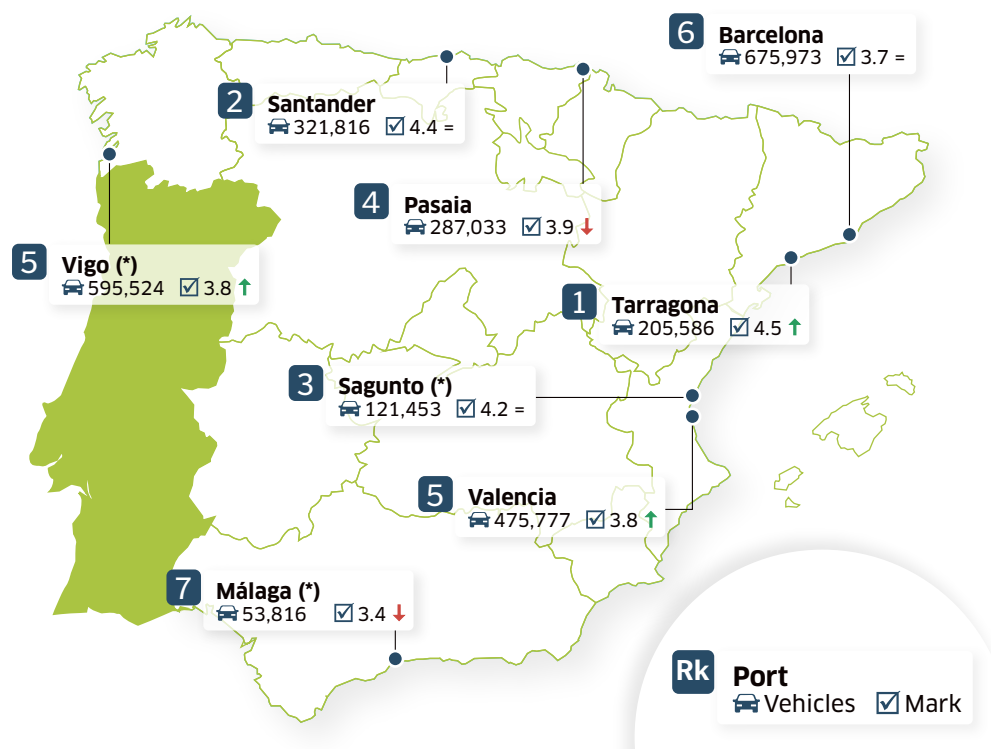 6
Barcelona
675,973 3.7 =
2
Santander
321,816 4.4 =
4
Pasaia
287,033 3.9 ↓
5
Vigo (*)
595,524 3.8 ↑
1
Tarragona
205,586 4.5 ↑
3
Sagunto (*)
121,453 4.2 =
5
Valencia
475,777 3.8 ↑
7
Málaga (*)
53,816 3.4 ↓
Rk
Port
Vehicles Mark